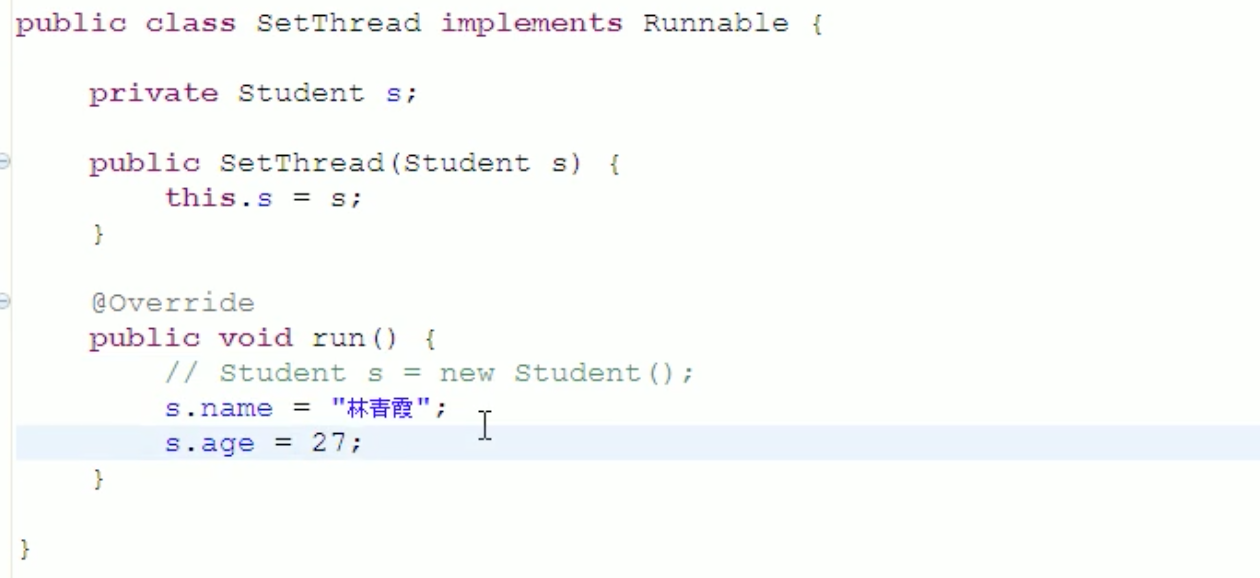 public class SetThread implements Runnable {
private Student s;
public SetThread(Student s) {
this.s = s;
}
@Override
public void run() {
// Student s = new Student();
s.name = "林青霞";
s.age = 27;
}
}